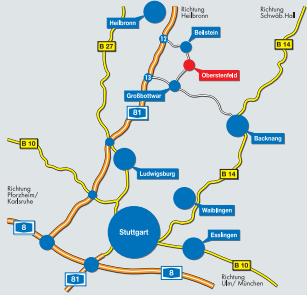 Richtung
Heilbronn
Richtung
Schwäb.Hall
Heilbronn
B 27
12
Beilstein
B 14
Oberstenfeld
13
Großbottwar
81
Backnang
B 10
Ludwigsburg
B 14
Richtung
Pforzheim/
Karlsruhe
Waiblingen
8
Stuttgart
Esslingen
B 10
81
8
Richtung
Ulm/ München